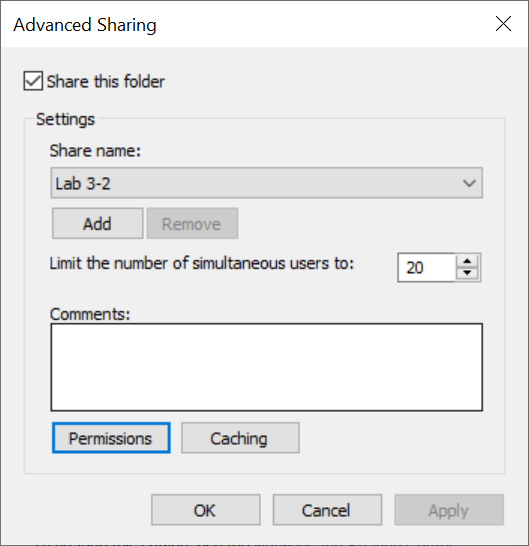 Advanced Sharing
Share this folder
Settings
Share name:
Lab 3-2
Add Remove
Limit the number of simultaneous users to: 20
Comments:
Permissions Caching
OK Cancel Apply